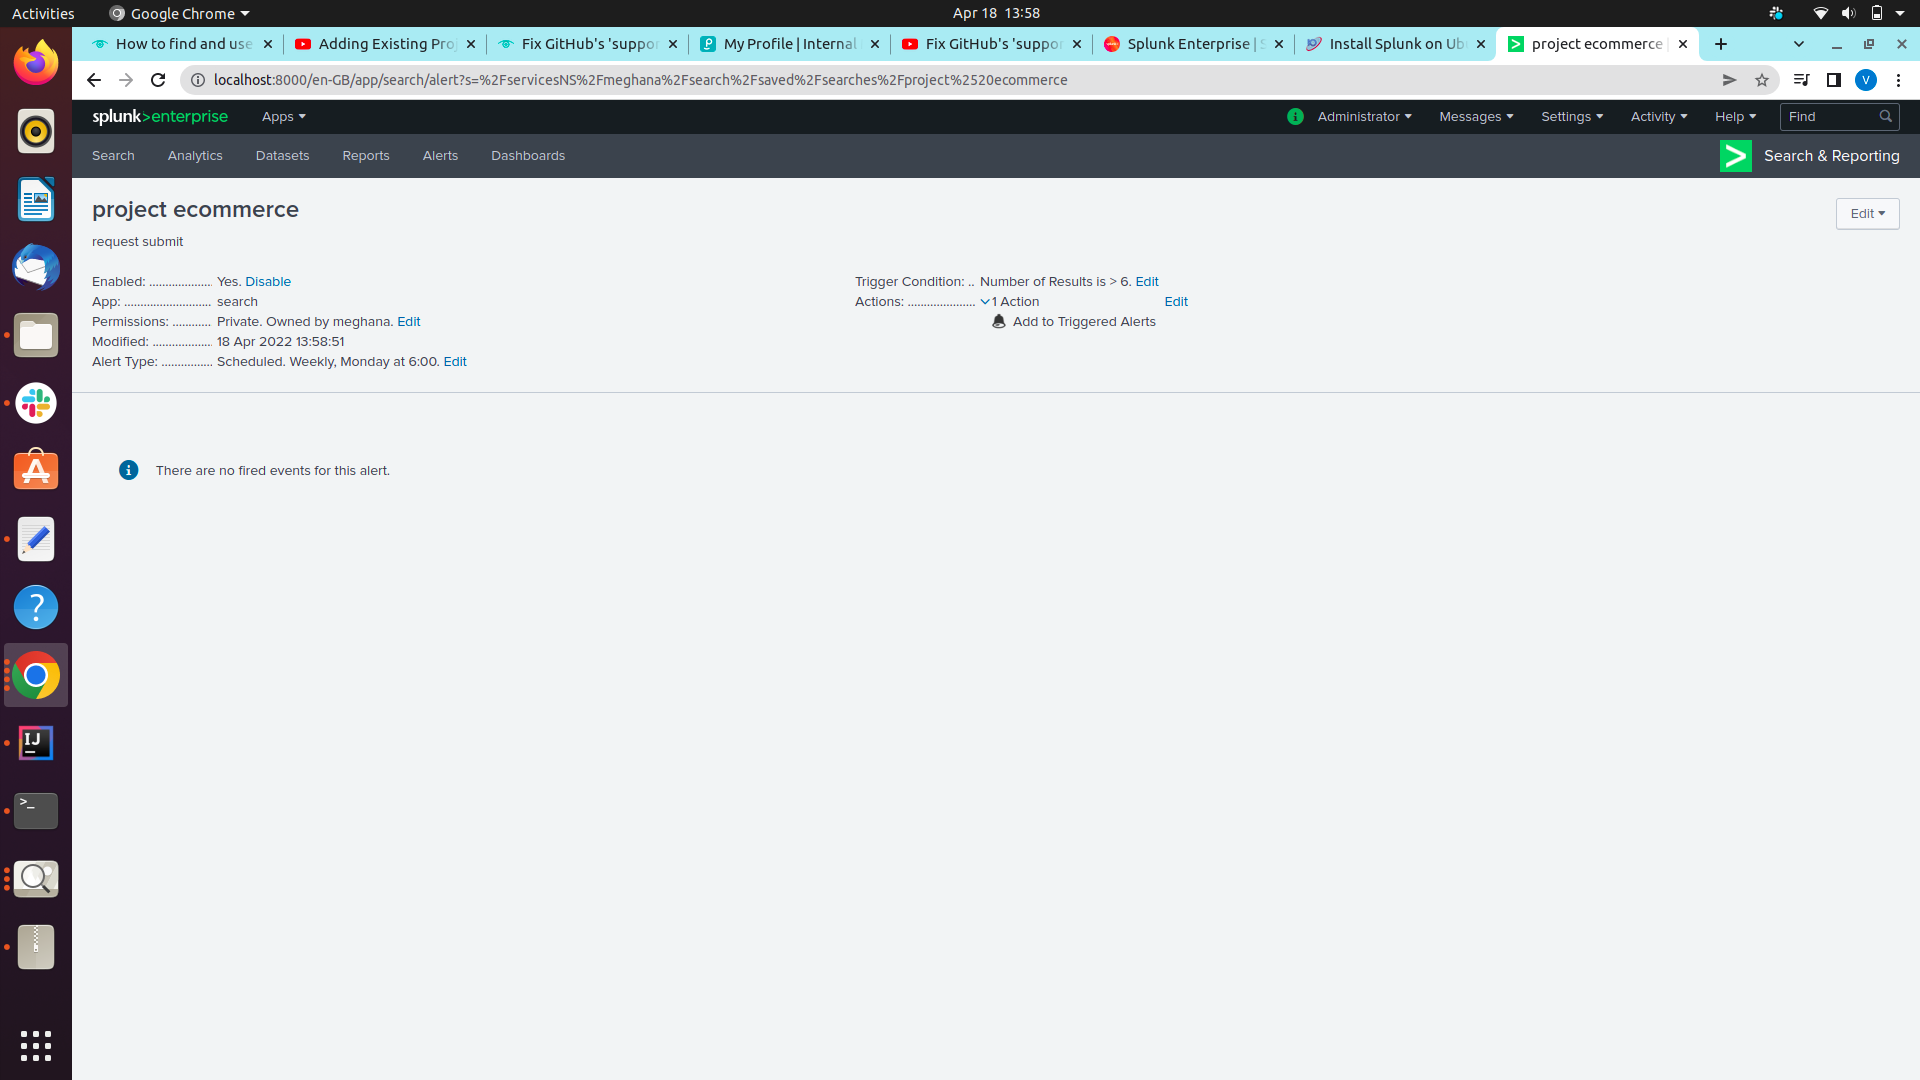 Activities Google Chrome Apr 18 13:58
How to find and use Adding Existing Proj Fix GitHub's 'suppor My Profile | Internal Fix GitHub's 'suppor Splunk Enterprise | S Install Splunk on Ub project ecommerce
localhost:8000/en-GB/app/search/alert?s=%2FservicesNS%2Fmeghana%2Fsearch%2Fsaved%2Fsearches%2Fproject%2520ecommerce V
splunk>enterprise Apps Administrator Messages Settings Activity Help Find
Search Analytics Datasets Reports Alerts Dashboards Search & Reporting
project ecommerce Edit
request submit
Enabled: ................... Yes. Disable Trigger Condition: .. Number of Results is > 6. Edit
App: .......................... search Actions: ..................... 1 Action Edit
Permissions: ............ Private. Owned by meghana. Edit Add to Triggered Alerts
Modified: .................. 18 Apr 2022 13:58:51
Alert Type: ................ Scheduled. Weekly, Monday at 6:00. Edit
There are no fired events for this alert.
IJ
>_